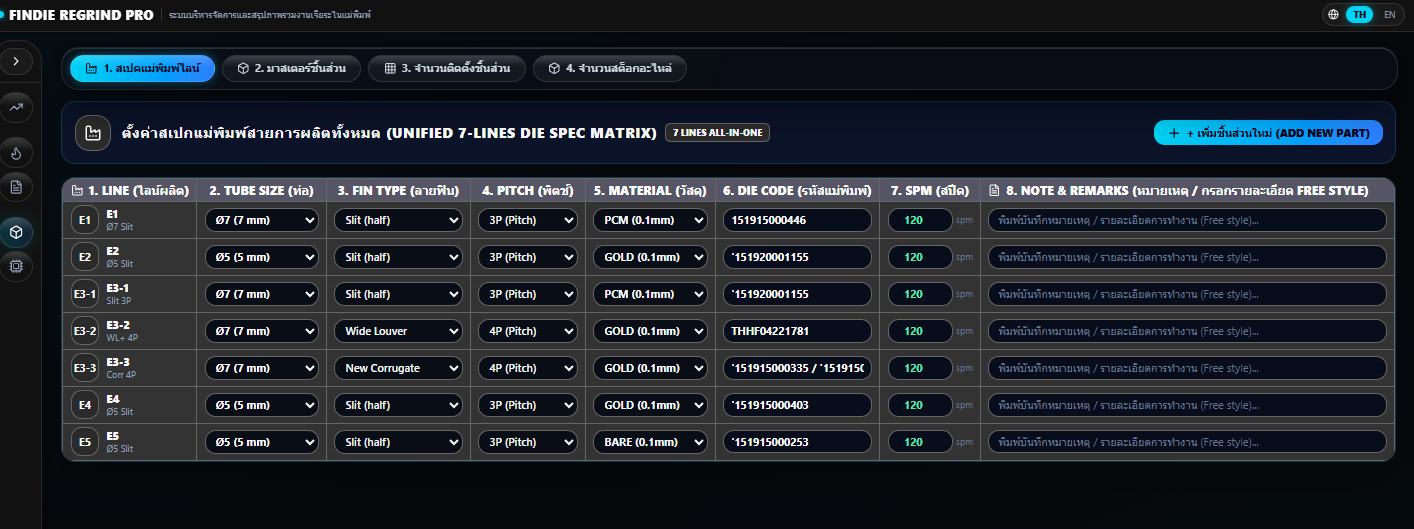 FINDIE REGRIND PRO ระบบบริหารจัดการและสรุปภาพรวมงานเจียระไนแม่พิมพ์ TH EN
1. สเปคแม่พิมพ์ไลน์ 2. มาสเตอร์ชิ้นส่วน 3. จำนวนติดตั้งชิ้นส่วน 4. จำนวนสต็อกอะไหล่
ตั้งค่าสเปกแม่พิมพ์สายการผลิตทั้งหมด (UNIFIED 7-LINES DIE SPEC MATRIX) 7 LINES ALL-IN-ONE + + เพิ่มชิ้นส่วนใหม่ (ADD NEW PART)
1. LINE (ไลน์ผลิต) 2. TUBE SIZE (ท่อ) 3. FIN TYPE (ลายฟิน) 4. PITCH (พิตช์) 5. MATERIAL (วัสดุ) 6. DIE CODE (รหัสแม่พิมพ์) 7. SPM (สปีด) 8. NOTE & REMARKS (หมายเหตุ / กรอกรายละเอียด FREE STYLE)
E1 E1 Ø7 (7 mm) Slit (half) 3P (Pitch) PCM (0.1mm) 151915000446 120 spm พิมพ์บันทึกหมายเหตุ / รายละเอียดการทำงาน (Free style)...
Ø7 Slit
E2 E2 Ø5 (5 mm) Slit (half) 3P (Pitch) GOLD (0.1mm) '151920001155 120 spm พิมพ์บันทึกหมายเหตุ / รายละเอียดการทำงาน (Free style)...
Ø5 Slit
E3-1 E3-1 Ø7 (7 mm) Slit (half) 3P (Pitch) PCM (0.1mm) '151920001155 120 spm พิมพ์บันทึกหมายเหตุ / รายละเอียดการทำงาน (Free style)...
Slit 3P
E3-2 E3-2 Ø7 (7 mm) Wide Louver 4P (Pitch) GOLD (0.1mm) THHF04221781 120 spm พิมพ์บันทึกหมายเหตุ / รายละเอียดการทำงาน (Free style)...
WL+ 4P
E3-3 E3-3 Ø7 (7 mm) New Corrugate 4P (Pitch) GOLD (0.1mm) '151915000335 / '1519150 120 spm พิมพ์บันทึกหมายเหตุ / รายละเอียดการทำงาน (Free style)...
Corr 4P
E4 E4 Ø5 (5 mm) Slit (half) 3P (Pitch) GOLD (0.1mm) '151915000403 120 spm พิมพ์บันทึกหมายเหตุ / รายละเอียดการทำงาน (Free style)...
Ø5 Slit
E5 E5 Ø5 (5 mm) Slit (half) 3P (Pitch) BARE (0.1mm) '151915000253 120 spm พิมพ์บันทึกหมายเหตุ / รายละเอียดการทำงาน (Free style)...
Ø5 Slit